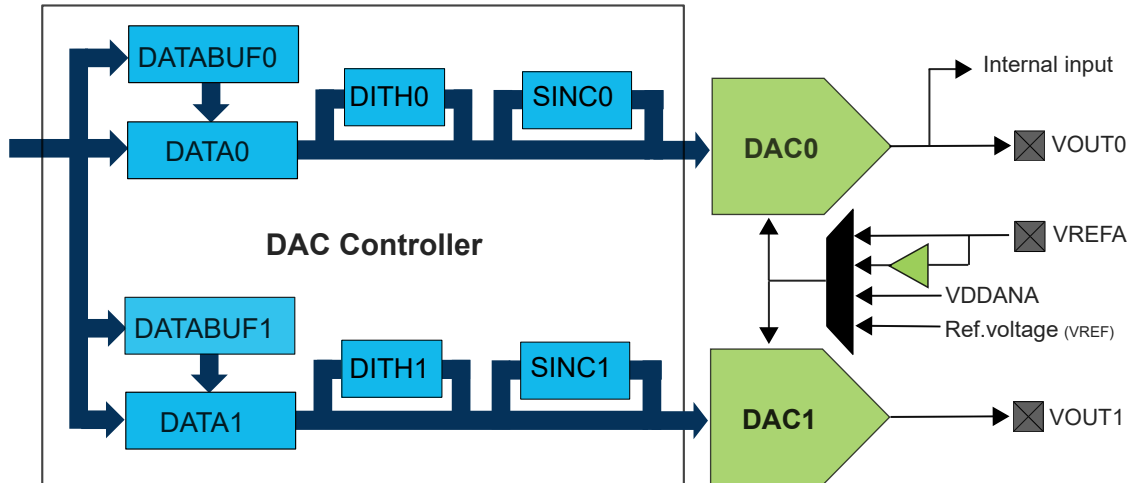 DATABUF0
DITH0
SINC0
Internal input
DATA0
DAC0
VOUT0
DAC Controller
VREFA
VDDANA
Ref.voltage (VREF)
DATABUF1
DITH1
SINC1
DATA1
DAC1
VOUT1